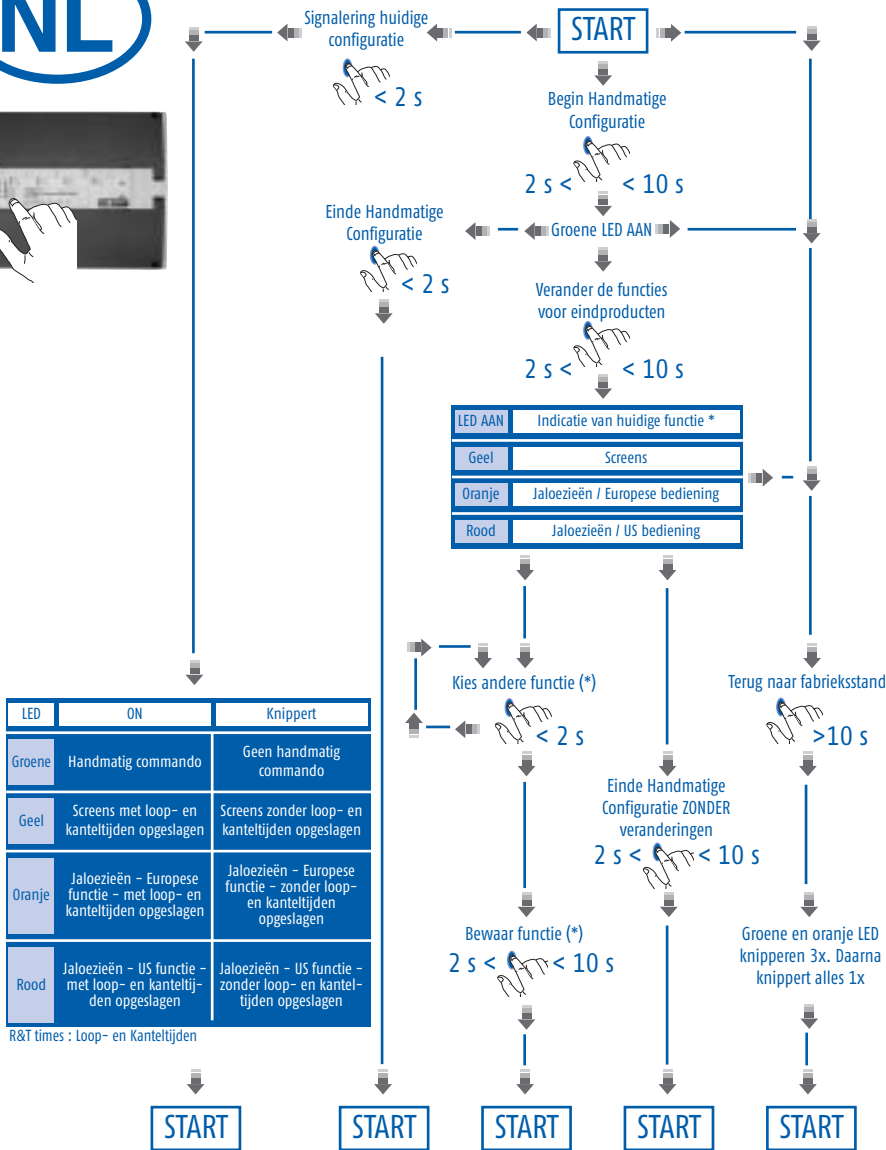 NL
START
Signalering huidige
configuratie
< 2 s
Begin Handmatige
Configuratie
2 s < < 10 s
Einde Handmatige
Configuratie
< 2 s
Groene LED AAN
Verander de functies
voor eindproducten
2 s < < 10 s
LED AAN Indicatie van huidige functie *
Geel Screens
Oranje Jaloezieën / Europese bediening
Rood Jaloezieën / US bediening
Kies andere functie (*)
< 2 s
Terug naar fabrieksstand
>10 s
LED ON Knippert
Groene Handmatig commando Geen handmatig
commando
Geel Screens met loop- en
kanteltijden opgeslagen Screens zonder loop- en
kanteltijden opgeslagen
Oranje Jaloezieën - Europese
functie - met loop- en
kanteltijden opgeslagen
Jaloezieën - Europese
functie - zonder loop-
en kanteltijden
opgeslagen
Rood Jaloezieën - US functie -
met loop- en kanteltij-
den opgeslagen
Jaloezieën - US functie -
zonder loop- en kantel-
tijden opgeslagen
R&T times : Loop- en Kanteltijden
Einde Handmatige
Configuratie ZONDER
veranderingen
2 s < < 10 s
Bewaar functie (*)
2 s < < 10 s
Groene en oranje LED
knipperen 3x. Daarna
knippert alles 1x
START START START START START